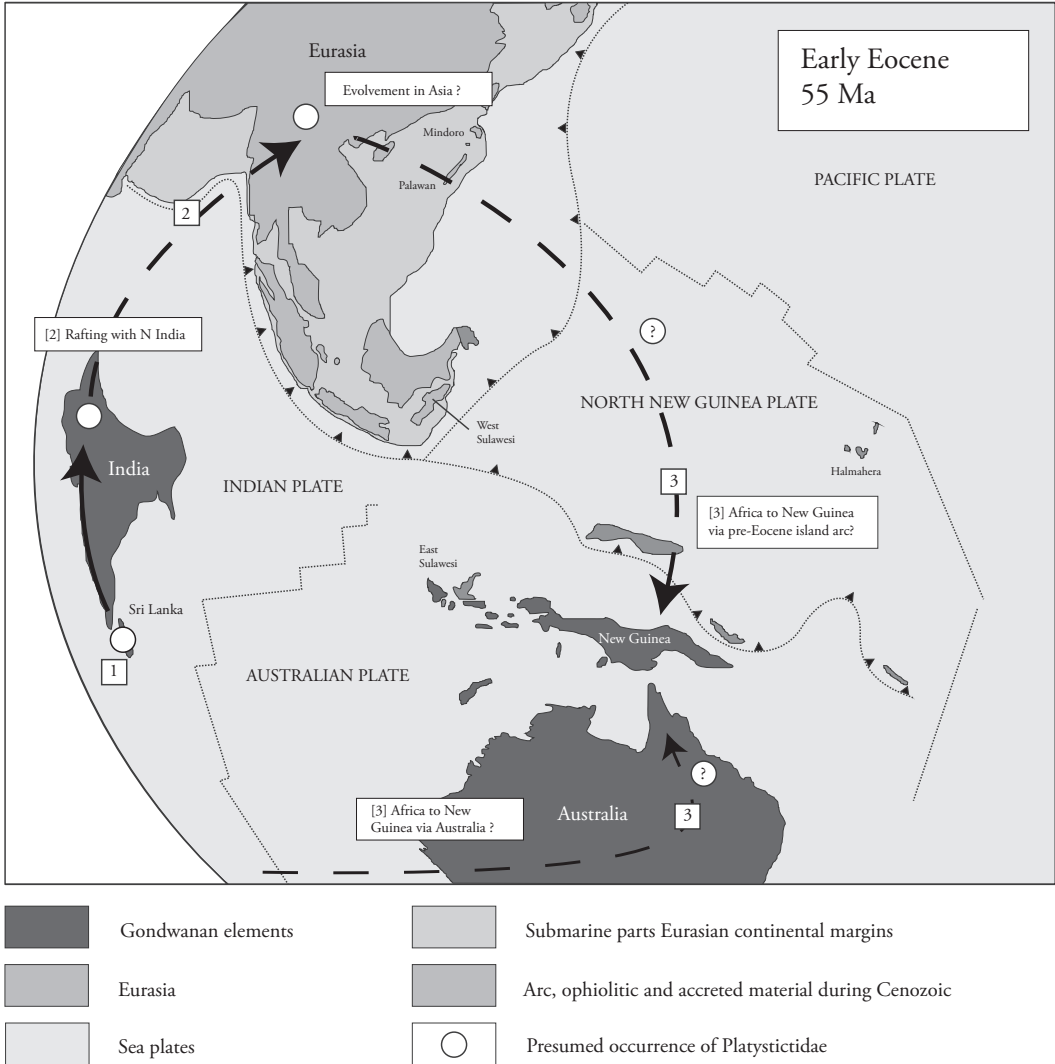 Eurasia
Early Eocene
55 Ma
Evolvement in Asia ?
Mindoro
Palawan
PACIFIC PLATE
2
[2] Rafting with N India
?
NORTH NEW GUINEA PLATE
West
Sulawesi
Halmahera
India
INDIAN PLATE
3
[3] Africa to New Guinea
via pre-Eocene island arc?
East
Sulawesi
Sri Lanka
New Guinea
1
AUSTRALIAN PLATE
?
[3] Africa to New
Guinea via Australia ?
Australia
3
Gondwanan elements
Submarine parts Eurasian continental margins
Eurasia
Arc, ophiolitic and accreted material during Cenozoic
Sea plates
Presumed occurrence of Platystictidae